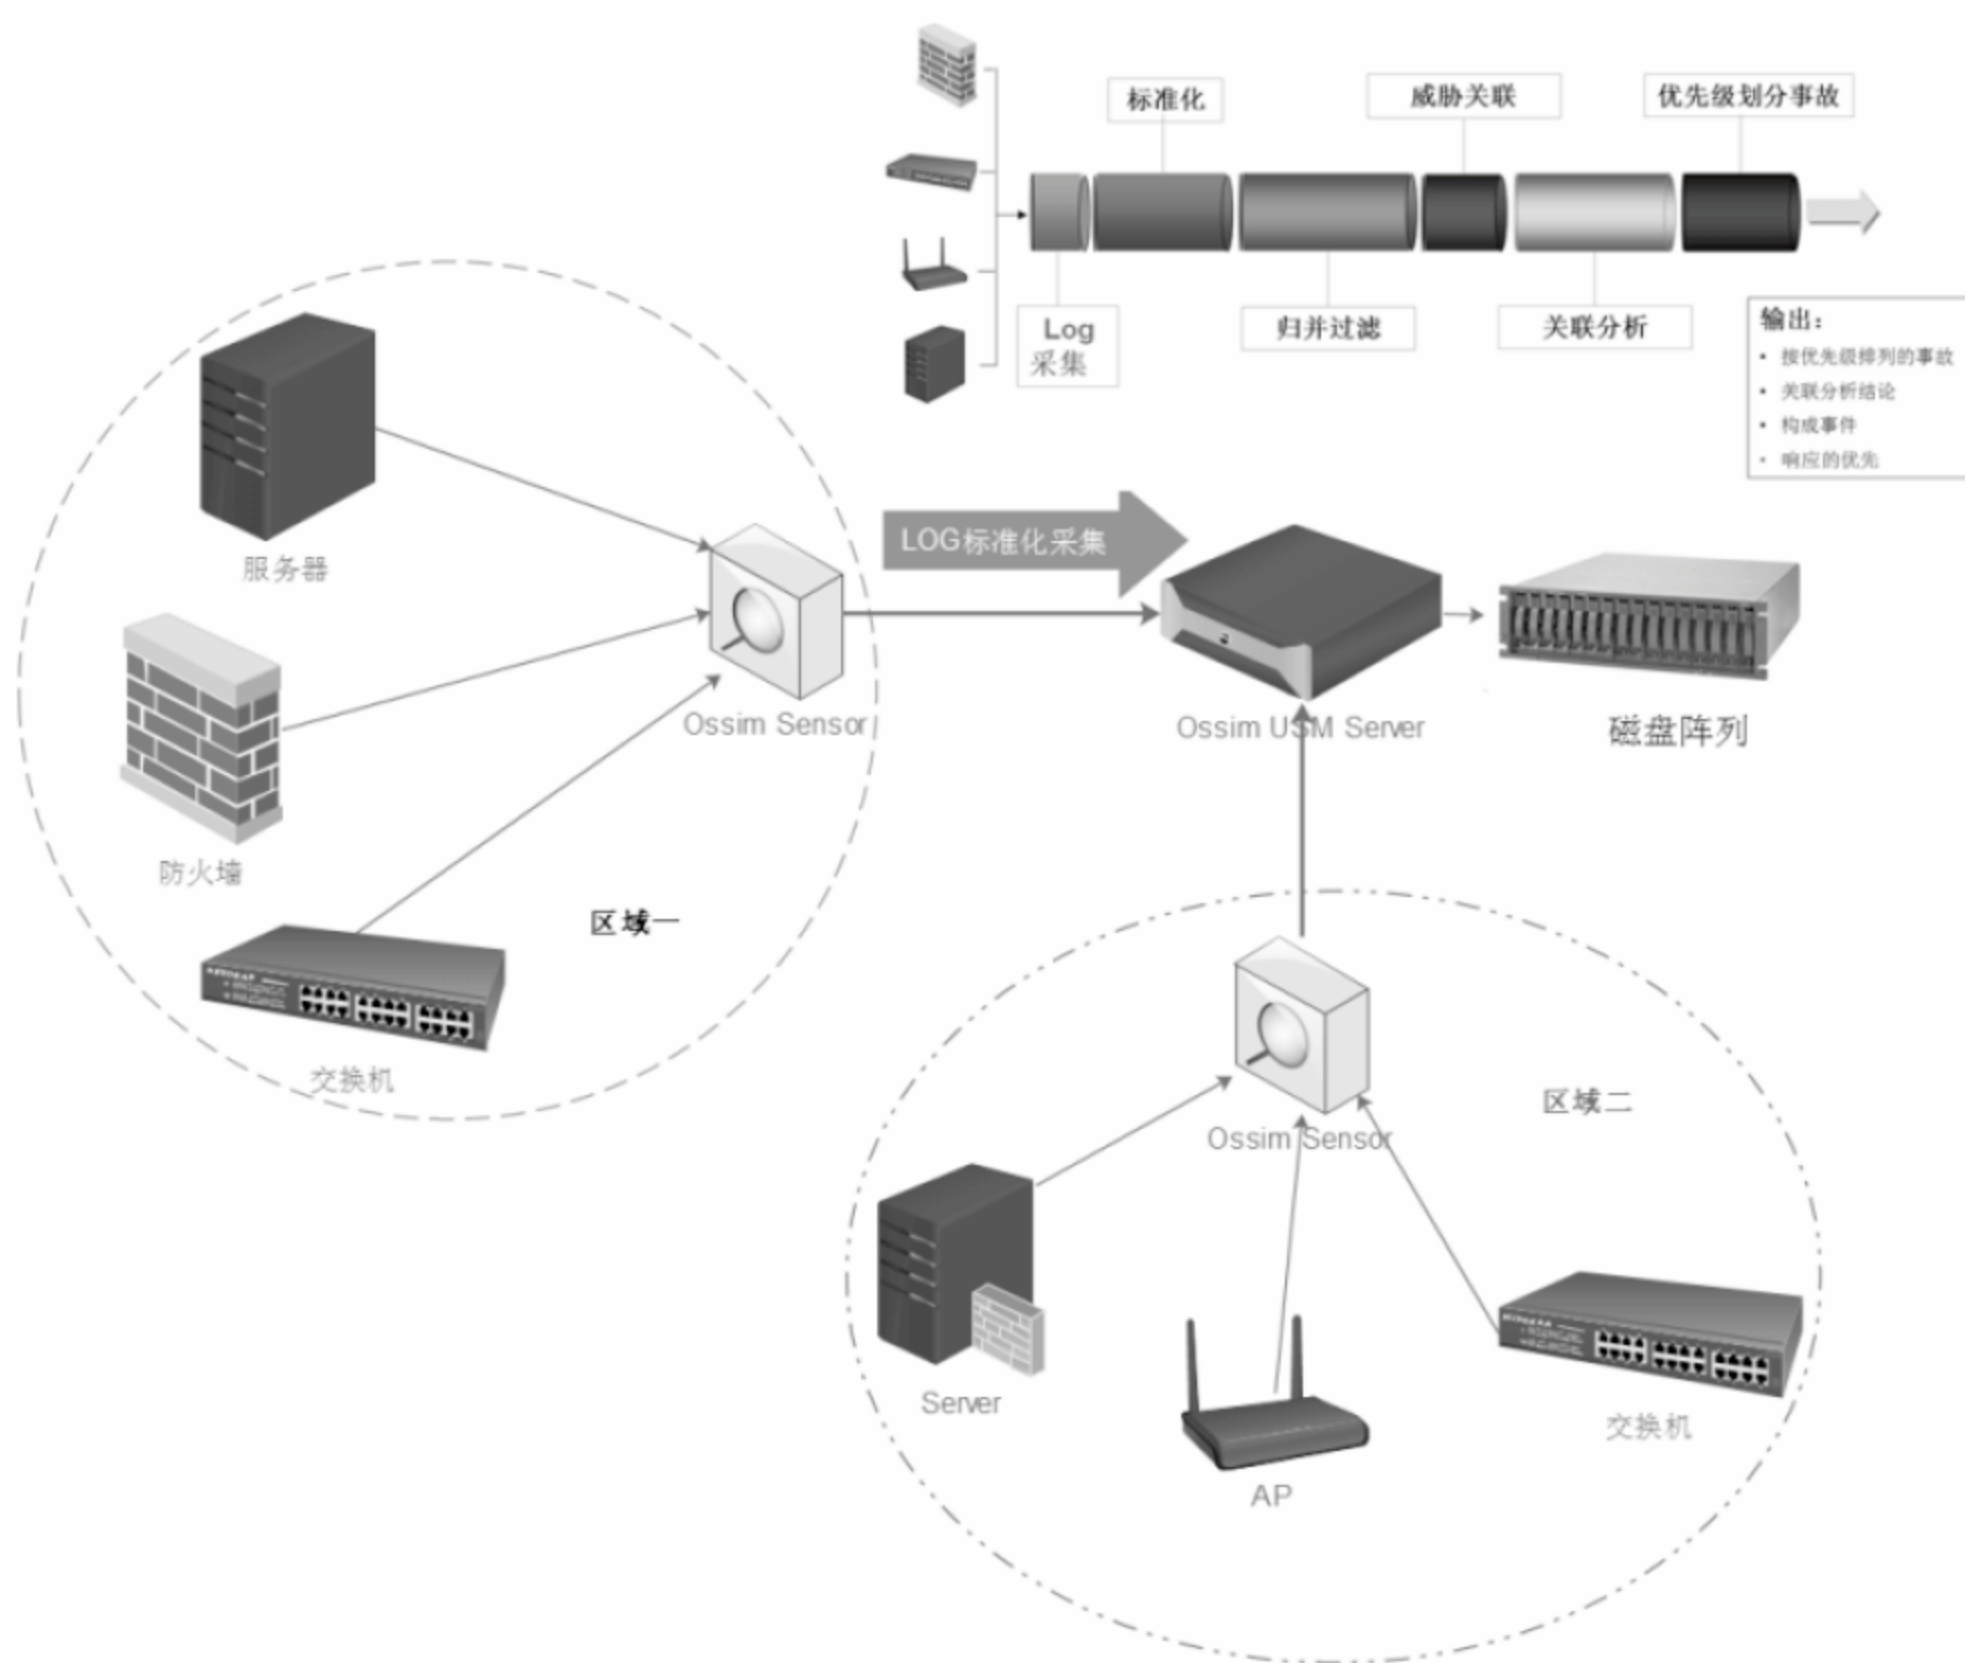 标准化
威胁关联
优先级划分事故
Log
采集
归并过滤
关联分析
输出：
• 按优先级排列的事故
• 关联分析结论
• 构成事件
• 响应的优先
服务器
LOG标准化采集
Ossim Sensor
Ossim USM Server
磁盘阵列
防火墙
区域一
NETGEAR
交换机
区域二
Ossim Sensor
Server
NETGEAR
交换机
AP